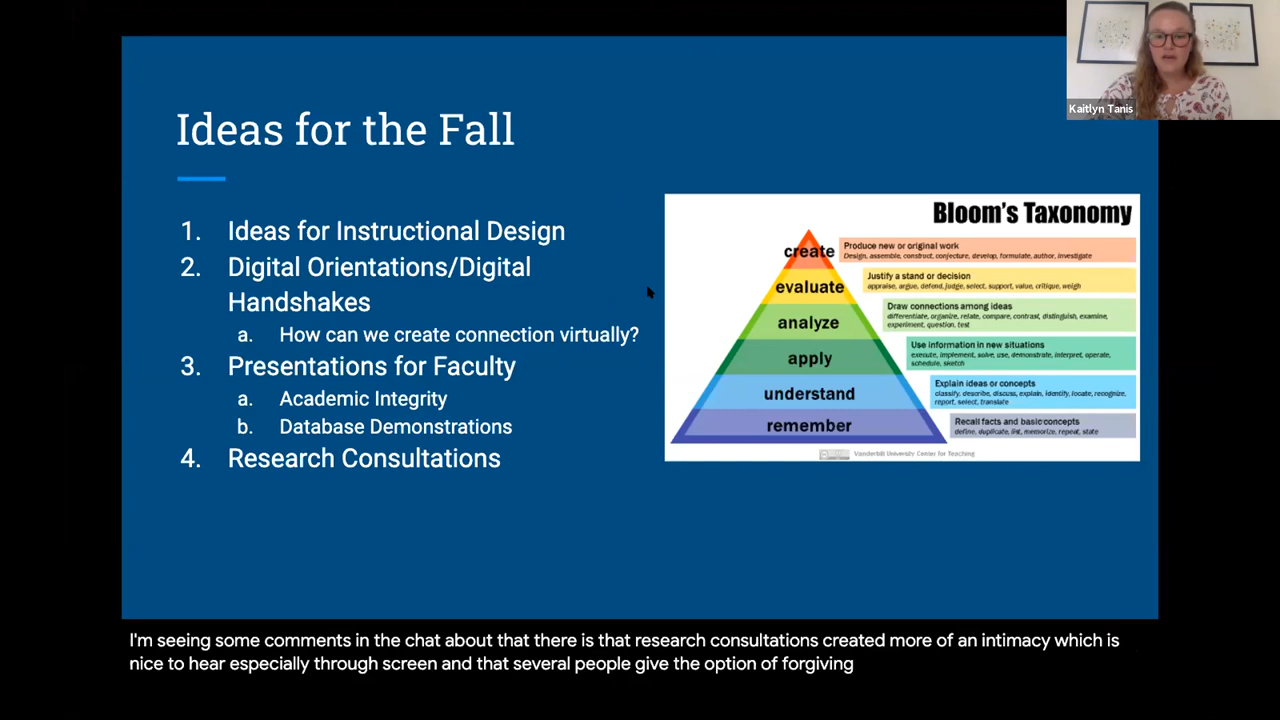 Kaitlyn Tanis
Ideas for the Fall
1. Ideas for Instructional Design
2. Digital Orientations/Digital
Handshakes
a. How can we create connection virtually?
3. Presentations for Faculty
a. Academic Integrity
b. Database Demonstrations
4. Research Consultations
Bloom's Taxonomy
create
Produce new or original work
Design, assemble, construct, conjecture, develop, formulate, author, investigate
evaluate
Justify a stand or decision
appraise, argue, defend, judge, select, support, value, critique, weigh
analyze
Draw connections among ideas
differentiate, organize, relate, compare, contrast, distinguish, examine,
experiment, question, test
apply
Use information in new situations
execute, implement, solve, use, demonstrate, interpret, operate,
schedule, sketch
understand
Explain ideas or concepts
classify, describe, discuss, explain, identify, locate, recognize,
report, select, translate
remember
Recall facts and basic concepts
define, duplicate, list, memorize, repeat, state
Vanderbilt University Center for Teaching
I'm seeing some comments in the chat about that there is that research consultations created more of an intimacy which is
nice to hear especially through screen and that several people give the option of forgiving